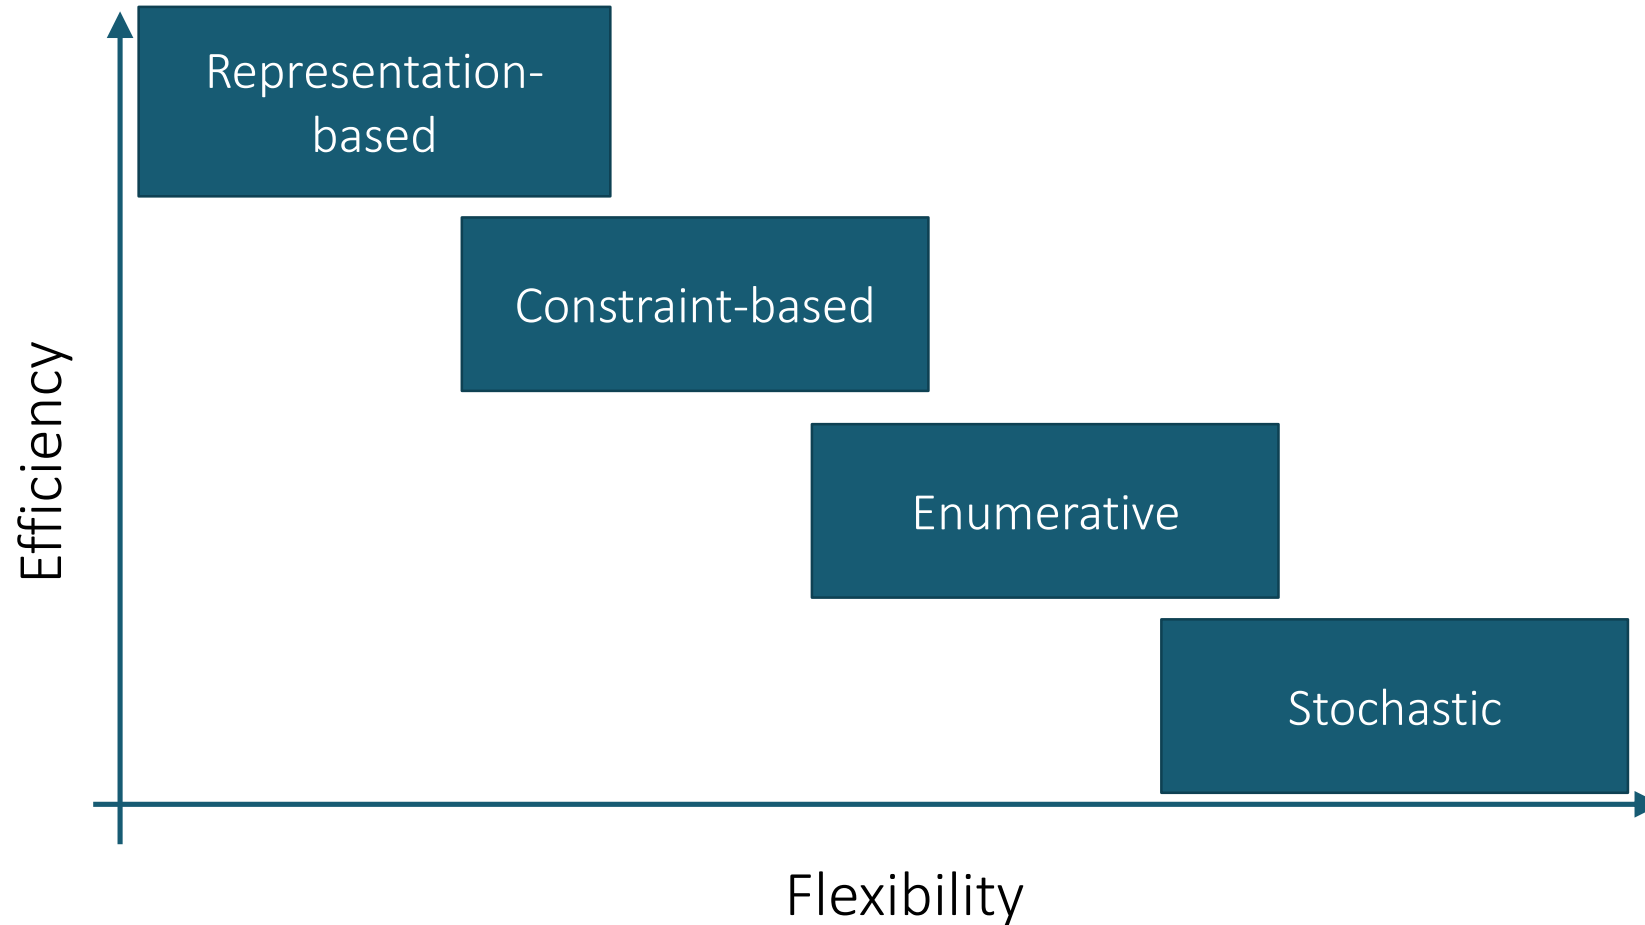 Representation-
based
Constraint-based
Efficiency
Enumerative
Stochastic
Flexibility